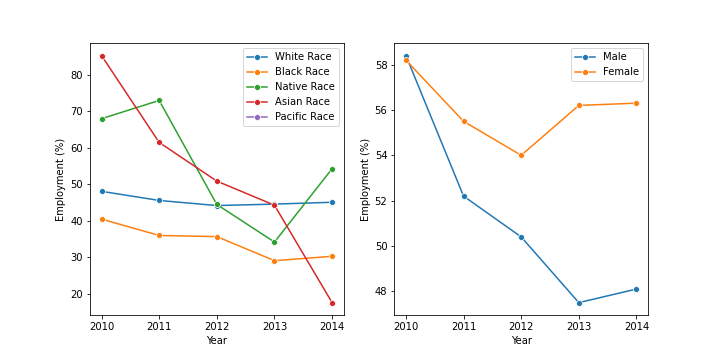 White Race
Black Race
Native Race
Asian Race
Pacific Race
80
70
60
50
40
30
20
Employment (%)
2010 2011 2012 2013 2014
Year
Male
Female
58
56
54
52
50
48
Employment (%)
2010 2011 2012 2013 2014
Year